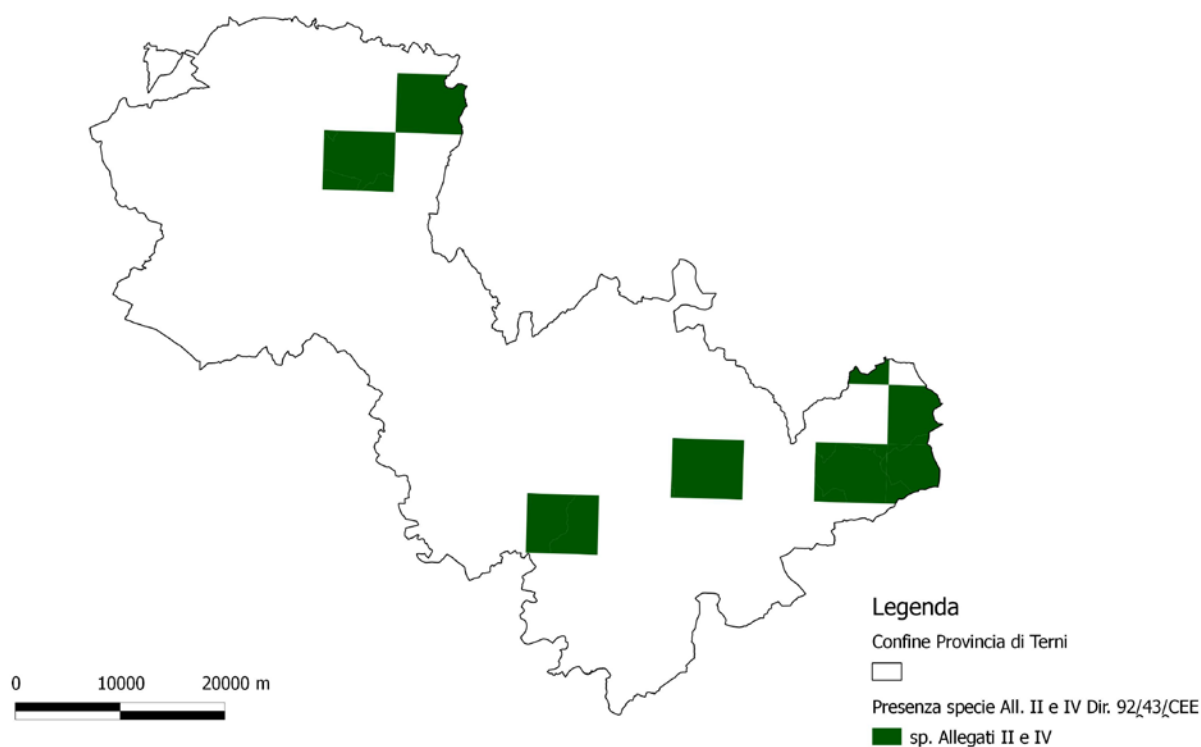 Legenda
Confine Provincia di Terni
0 10000 20000 m
Presenza specie All. II e IV Dir. 92/43/CEE
sp. Allegati II e IV